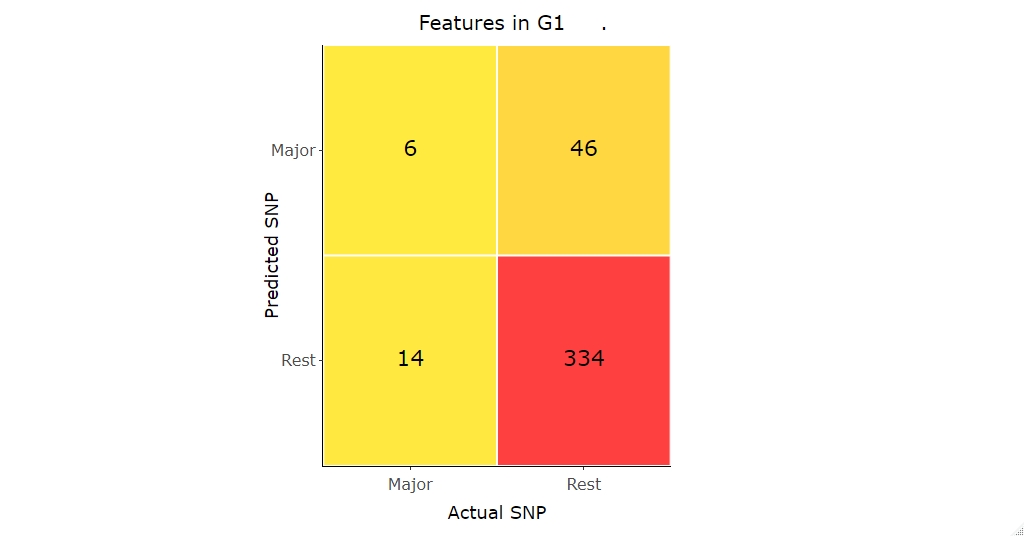 Features in G1 .
Major
6
46
Predicted SNP
Rest
14
334
Major
Rest
Actual SNP